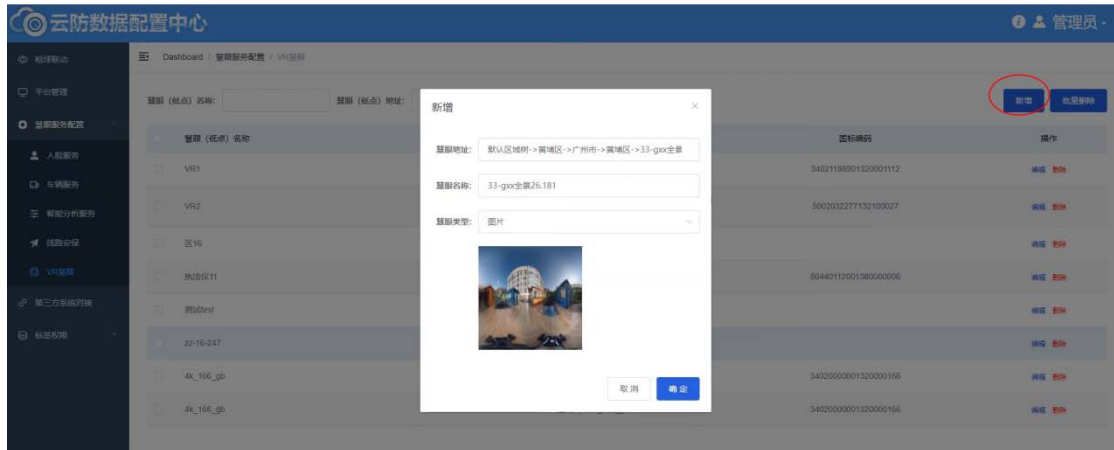 云防数据配置中心
管理员
枪球联动
Dashboard / 慧眼服务配置 / VR慧眼
平台管理
慧眼（低点）名称:
慧眼（低点）地址:
新增
批量删除
慧眼服务配置
慧眼（低点）名称
国标编码
操作
人脸服务
VR1
34021188901320001112
编辑 删除
车辆服务
VR2
5002032277132100027
编辑 删除
智能分析服务
线路安保
区16
编辑 删除
VR慧眼
执法仪11
60440112001380000006
编辑 删除
第三方系统对接
测试test
编辑 删除
标签权限
zz-16-247
编辑 删除
4k_166_gb
34020000001320000166
编辑 删除
4k_166_gb
34020000001320000166
编辑 删除
新增
慧眼地址:
默认区域树->黄埔区->广州市->黄埔区->33-gxx全景
慧眼名称:
33-gxx全景26.181
慧眼类型:
图片
取消
确定